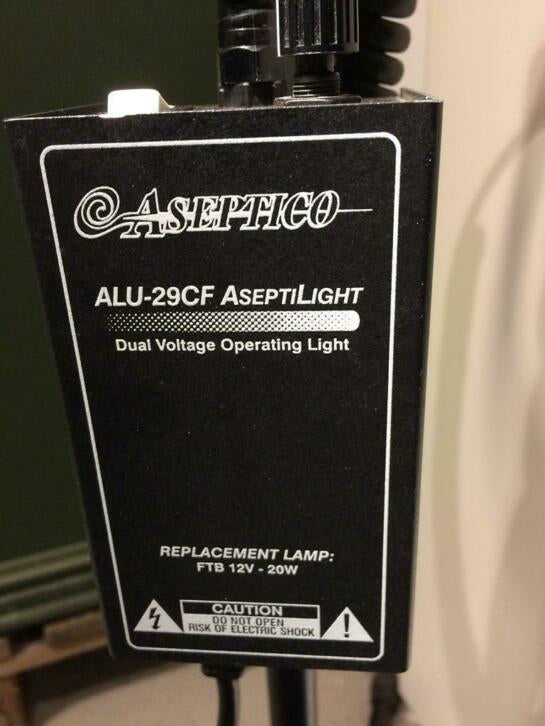 ASEPTICO
ALU-29CF ASEPTILIGHT
Dual Voltage Operating Light
REPLACEMENT LAMP:
FTB 12V - 20W
CAUTION
DO NOT OPEN
RISK OF ELECTRIC SHOCK
!